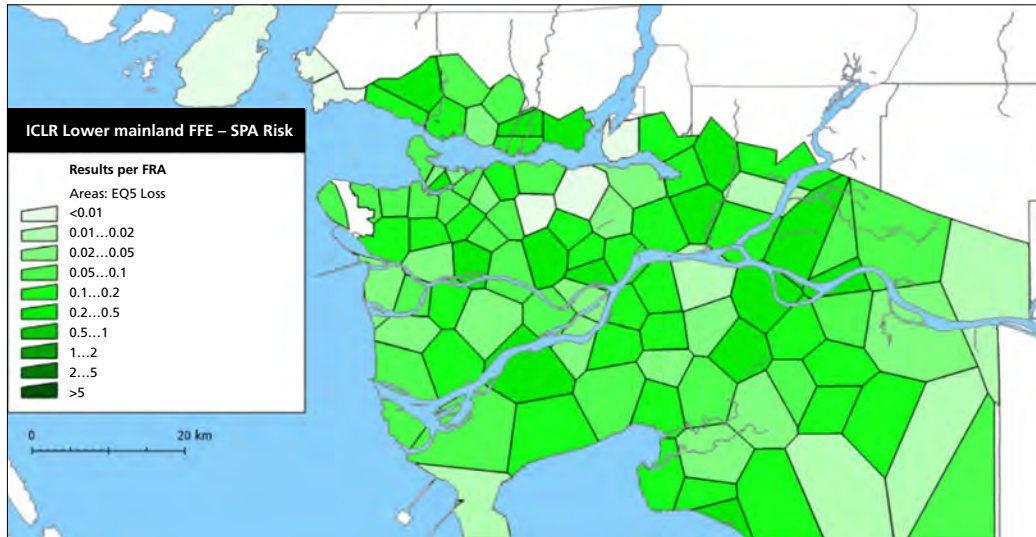 ICLR Lower mainland FFE – SPA Risk
Results per FRA
Areas: EQ5 Loss
<0.01
0.01...0.02
0.02...0.05
0.05...0.1
0.1...0.2
0.2...0.5
0.5...1
1...2
2...5
>5
0 20 km